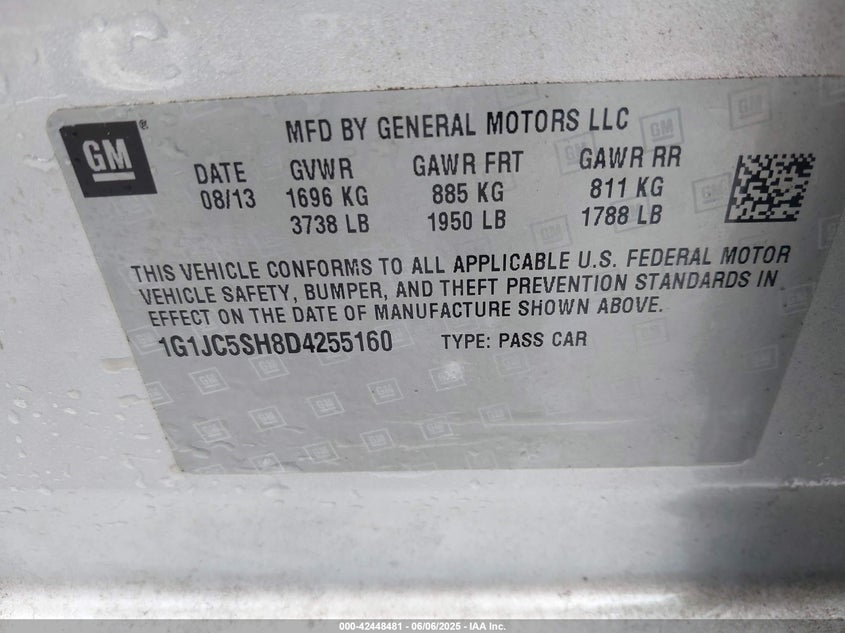 GM
MFD BY GENERAL MOTORS LLC
DATE GVWR GAWR FRT GAWR RR
08/13 1696 KG 885 KG 811 KG
3738 LB 1950 LB 1788 LB
THIS VEHICLE CONFORMS TO ALL APPLICABLE U.S. FEDERAL MOTOR
VEHICLE SAFETY, BUMPER, AND THEFT PREVENTION STANDARDS IN
EFFECT ON THE DATE OF MANUFACTURE SHOWN ABOVE.
1G1JC5SH8D4255160 TYPE: PASS CAR
000-42448481 - 06/06/2025 - IAA Inc.